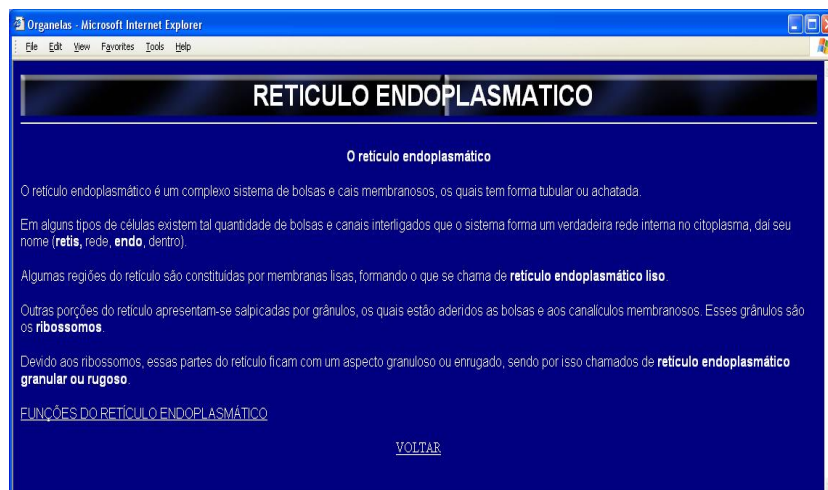 Organelas - Microsoft Internet Explorer
File Edit View Favorites Tools Help
RETICULO ENDOPLASMATICO
O retículo endoplasmático
O retículo endoplasmático é um complexo sistema de bolsas e cais membranosos, os quais tem forma tubular ou achatada.
Em alguns tipos de células existem tal quantidade de bolsas e canais interligados que o sistema forma um verdadeira rede interna no citoplasma, daí seu
nome (retis, rede, endo, dentro).
Algumas regiões do retículo são constituídas por membranas lisas, formando o que se chama de retículo endoplasmático liso.
Outras porções do retículo apresentam-se salpicadas por grânulos, os quais estão aderidos as bolsas e aos canalículos membranosos. Esses grânulos são
os ribossomos.
Devido aos ribossomos, essas partes do retículo ficam com um aspecto granuloso ou enrugado, sendo por isso chamados de retículo endoplasmático
granular ou rugoso.
FUNÇÕES DO RETÍCULO ENDOPLASMÁTICO
VOLTAR